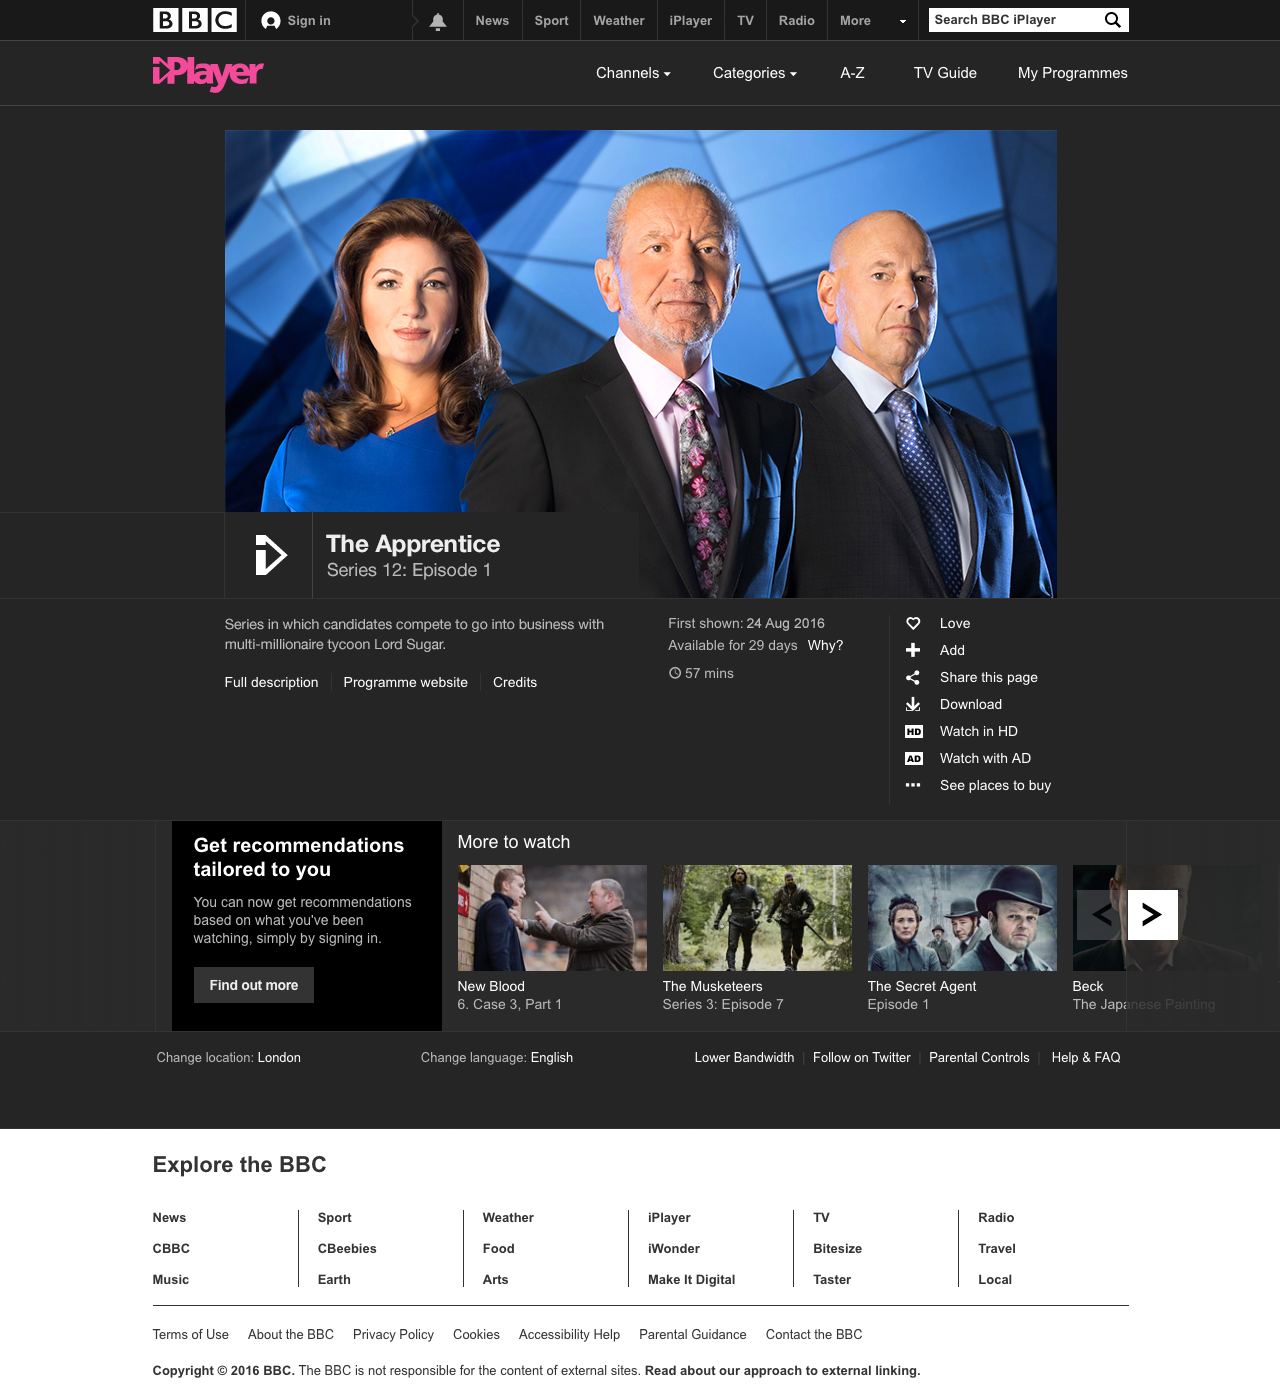 BBC Sign in News Sport Weather iPlayer TV Radio More Search BBC iPlayer
iPlayer Channels Categories A-Z TV Guide My Programmes
The Apprentice
Series 12: Episode 1
Series in which candidates compete to go into business with
multi-millionaire tycoon Lord Sugar.
Full description Programme website Credits
First shown: 24 Aug 2016
Available for 29 days Why?
57 mins
Love
Add
Share this page
Download
HD Watch in HD
AD Watch with AD
See places to buy
Get recommendations
tailored to you
You can now get recommendations
based on what you've been
watching, simply by signing in.
Find out more
More to watch
New Blood
6. Case 3, Part 1
The Musketeers
Series 3: Episode 7
The Secret Agent
Episode 1
Beck
The Japanese Painting
Change location: London Change language: English Lower Bandwidth Follow on Twitter Parental Controls Help & FAQ
Explore the BBC
News Sport Weather iPlayer TV Radio
CBBC CBeebies Food iWonder Bitesize Travel
Music Earth Arts Make It Digital Taster Local
Terms of Use About the BBC Privacy Policy Cookies Accessibility Help Parental Guidance Contact the BBC
Copyright © 2016 BBC. The BBC is not responsible for the content of external sites. Read about our approach to external linking.